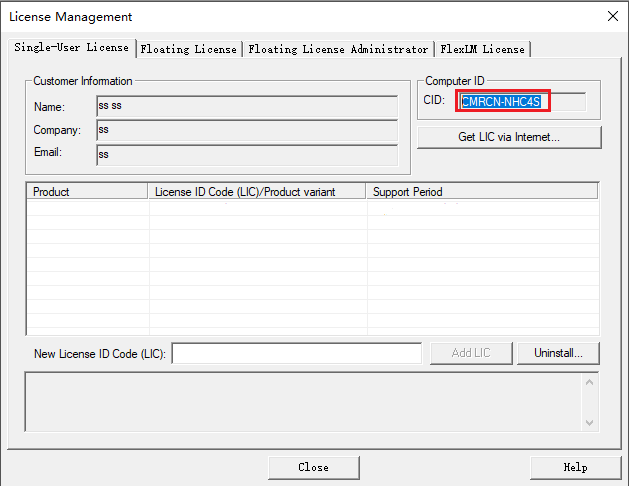 License Management
Single-User License Floating License Floating License Administrator FlexLM License
Customer Information
Name: ss ss
Company: ss
Email: ss
Computer ID
CID: CMRCN-NHC4S
Get LIC via Internet...
Product License ID Code (LIC)/Product variant Support Period
New License ID Code (LIC): Add LIC Uninstall...
Close Help